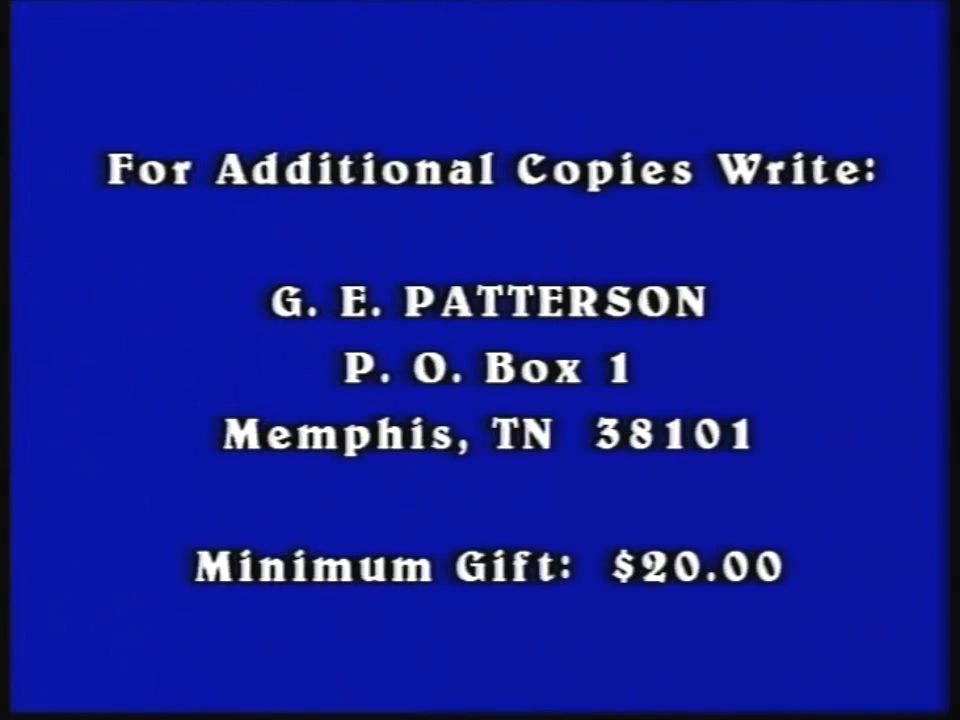 For Additional Copies Write:
G. E. PATTERSON
P. O. Box 1
Memphis, TN 38101
Minimum Gift: $20.00